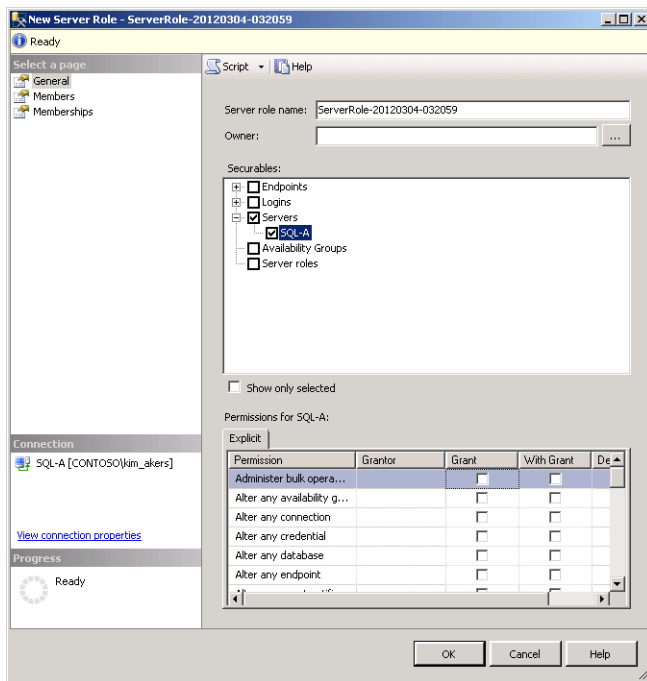 New Server Role - ServerRole-20120304-032059
Ready
Select a page
General
Members
Memberships
Script Help
Server role name: ServerRole-20120304-032059
Owner: ...
Securables:
Endpoints
Logins
Servers
SQL-A
Availability Groups
Server roles
Show only selected
Permissions for SQL-A:
Explicit
Permission Grantor Grant With Grant De
Administer bulk opera...
Alter any availability g...
Alter any connection
Alter any credential
Alter any database
Alter any endpoint
Connection
SQL-A [CONTOSO\kim_akers]
View connection properties
Progress
Ready
OK Cancel Help